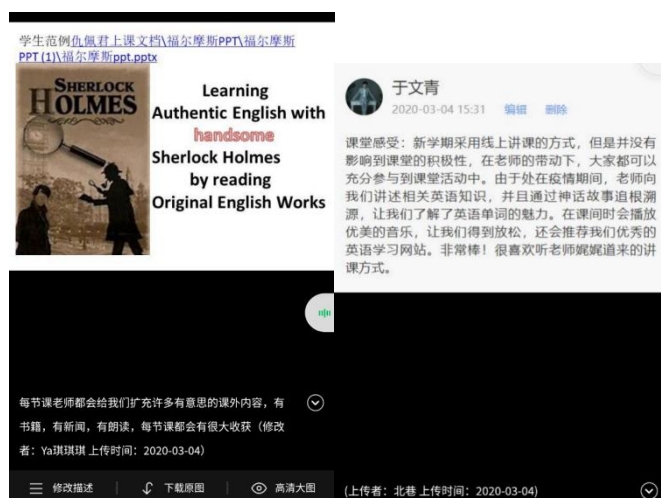 学生范例仇佩君上课文档\福尔摩斯PPT\福尔摩斯
PPT (1)\福尔摩斯ppt.pptx
SHERLOCK
HOLMES
Learning
Authentic English with
handsome
Sherlock Holmes
by reading
Original English Works
每节课老师都会给我们扩充许多有意思的课外内容，有
书籍，有新闻，有朗读，每节课都会有很大收获（修改
者：Ya琪琪琪 上传时间：2020-03-04）
修改描述
下载原图
高清大图
于文青
2020-03-04 15:31 编辑 删除
课堂感受：新学期采用线上讲课的方式，但是并没有
影响到课堂的积极性，在老师的带动下，大家都可以
充分参与到课堂活动中。由于处在疫情期间，老师向
我们讲述相关英语知识，并且通过神话故事追根溯
源，让我们了解了英语单词的魅力。在课间时会播放
优美的音乐，让我们得到放松，还会推荐我们优秀的
英语学习网站。非常棒！很喜欢听老师娓娓道来的讲
课方式。
(上传者：北巷 上传时间：2020-03-04)